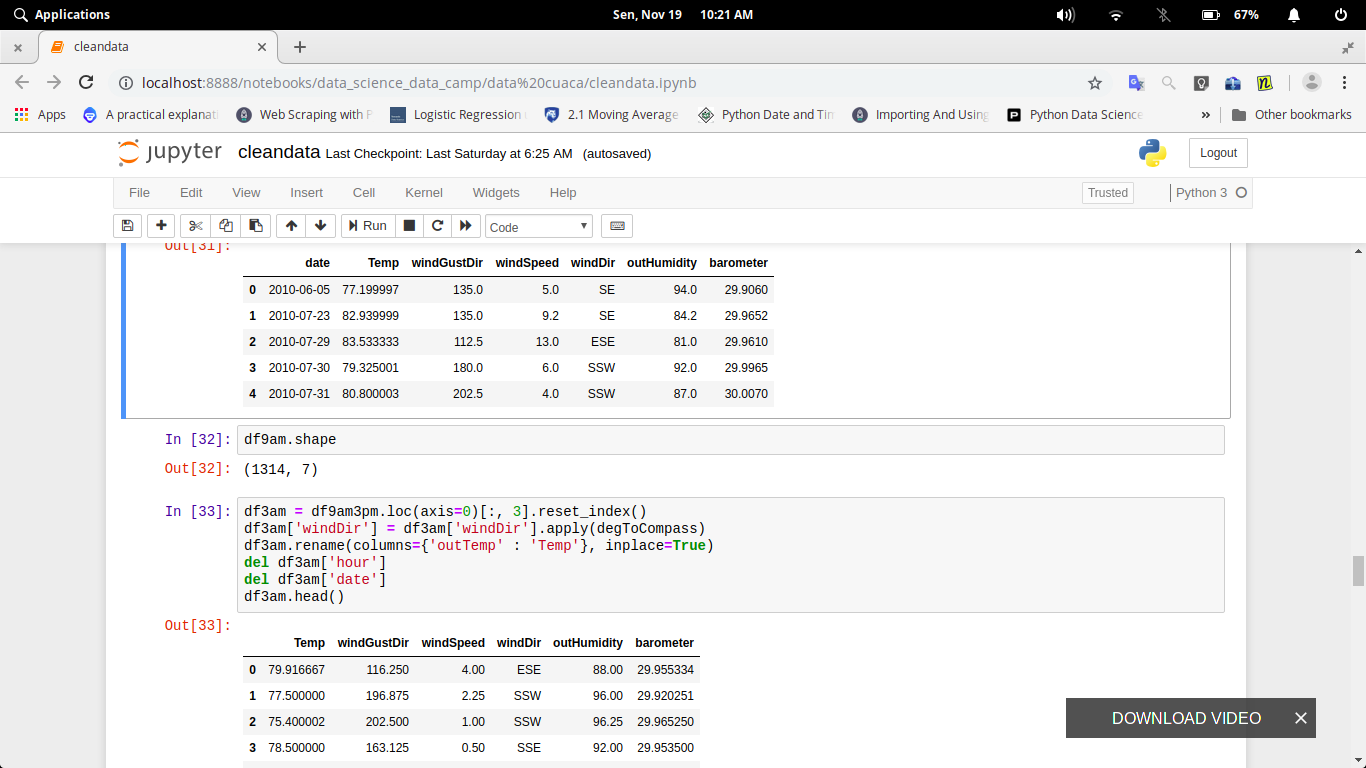 Applications Sen, Nov 19 10:21 AM 67%
cleandata
localhost:8888/notebooks/data_science_data_camp/data%20cuaca/cleandata.ipynb
Apps A practical explanat Web Scraping with P Logistic Regression 2.1 Moving Average Python Date and Tim Importing And Using Python Data Science » Other bookmarks
jupyter cleandata Last Checkpoint: Last Saturday at 6:25 AM (autosaved) Logout
File Edit View Insert Cell Kernel Widgets Help Trusted Python 3
Run Code
Out[31]:
date Temp windGustDir windSpeed windDir outHumidity barometer
0 2010-06-05 77.199997 135.0 5.0 SE 94.0 29.9060
1 2010-07-23 82.939999 135.0 9.2 SE 84.2 29.9652
2 2010-07-29 83.533333 112.5 13.0 ESE 81.0 29.9610
3 2010-07-30 79.325001 180.0 6.0 SSW 92.0 29.9965
4 2010-07-31 80.800003 202.5 4.0 SSW 87.0 30.0070
In [32]: df9am.shape
Out[32]: (1314, 7)
In [33]: df3am = df9am3pm.loc(axis=0)[:, 3].reset_index()
df3am['windDir'] = df3am['windDir'].apply(degToCompass)
df3am.rename(columns={'outTemp' : 'Temp'}, inplace=True)
del df3am['hour']
del df3am['date']
df3am.head()
Out[33]:
Temp windGustDir windSpeed windDir outHumidity barometer
0 79.916667 116.250 4.00 ESE 88.00 29.955334
1 77.500000 196.875 2.25 SSW 96.00 29.920251
2 75.400002 202.500 1.00 SSW 96.25 29.965250
3 78.500000 163.125 0.50 SSE 92.00 29.953500
DOWNLOAD VIDEO